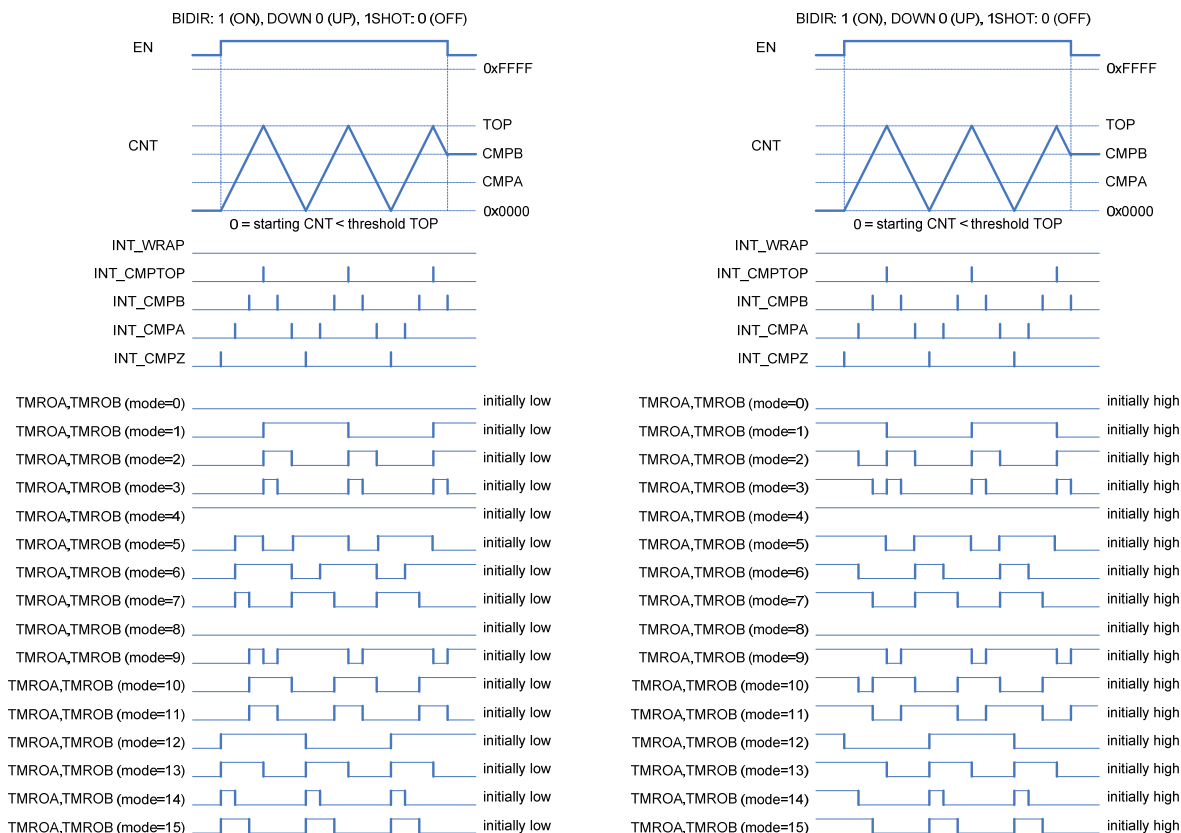 BIDIR: 1 (ON), DOWN 0 (UP), 1SHOT: 0 (OFF)
EN
0xFFFF
TOP
CNT
CMPB
CMPA
0x0000
0 = starting CNT < threshold TOP
INT_WRAP
INT_CMPTOP
INT_CMPB
INT_CMPA
INT_CMPZ
TMROA,TMROB (mode=0) initially low
TMROA,TMROB (mode=1) initially low
TMROA,TMROB (mode=2) initially low
TMROA,TMROB (mode=3) initially low
TMROA,TMROB (mode=4) initially low
TMROA,TMROB (mode=5) initially low
TMROA,TMROB (mode=6) initially low
TMROA,TMROB (mode=7) initially low
TMROA,TMROB (mode=8) initially low
TMROA,TMROB (mode=9) initially low
TMROA,TMROB (mode=10) initially low
TMROA,TMROB (mode=11) initially low
TMROA,TMROB (mode=12) initially low
TMROA,TMROB (mode=13) initially low
TMROA,TMROB (mode=14) initially low
TMROA,TMROB (mode=15) initially low
BIDIR: 1 (ON), DOWN 0 (UP), 1SHOT: 0 (OFF)
EN
0xFFFF
TOP
CNT
CMPB
CMPA
0x0000
0 = starting CNT < threshold TOP
INT_WRAP
INT_CMPTOP
INT_CMPB
INT_CMPA
INT_CMPZ
TMROA,TMROB (mode=0) initially high
TMROA,TMROB (mode=1) initially high
TMROA,TMROB (mode=2) initially high
TMROA,TMROB (mode=3) initially high
TMROA,TMROB (mode=4) initially high
TMROA,TMROB (mode=5) initially high
TMROA,TMROB (mode=6) initially high
TMROA,TMROB (mode=7) initially high
TMROA,TMROB (mode=8) initially high
TMROA,TMROB (mode=9) initially high
TMROA,TMROB (mode=10) initially high
TMROA,TMROB (mode=11) initially high
TMROA,TMROB (mode=12) initially high
TMROA,TMROB (mode=13) initially high
TMROA,TMROB (mode=14) initially high
TMROA,TMROB (mode=15) initially high